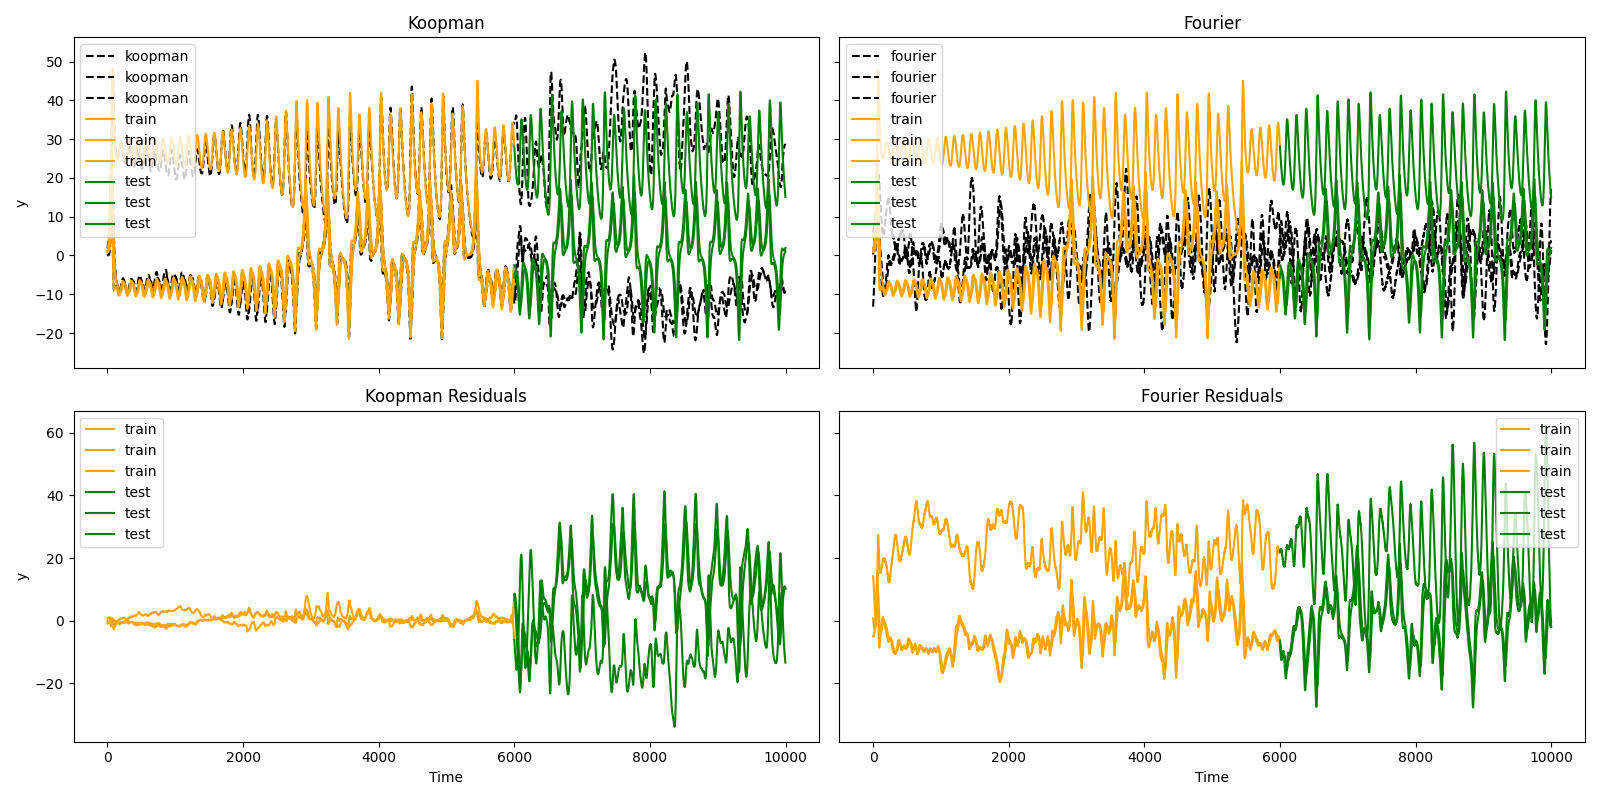 Koopman
koopman
koopman
koopman
train
train
train
test
test
test
50
40
30
20
10
0
−10
−20
y
Fourier
fourier
fourier
fourier
train
train
train
test
test
test
Koopman Residuals
train
train
train
test
test
test
60
40
20
0
−20
y
0
2000
4000
6000
8000
10000
Time
Fourier Residuals
train
train
train
test
test
test
0
2000
4000
6000
8000
10000
Time